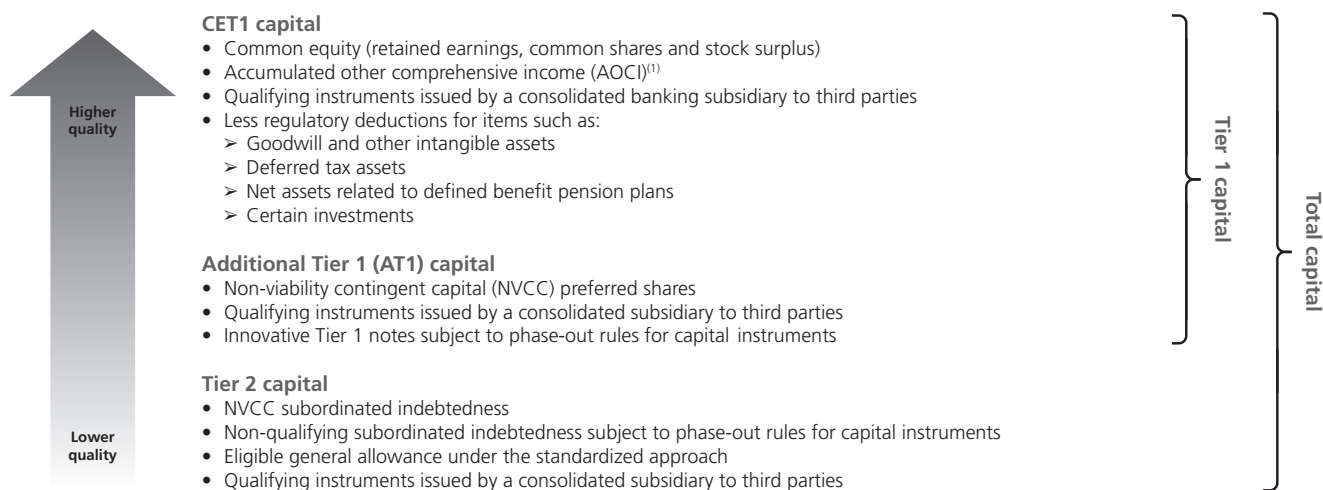 CET1 capital
• Common equity (retained earnings, common shares and stock surplus)
• Accumulated other comprehensive income (AOCI)(1)
• Qualifying instruments issued by a consolidated banking subsidiary to third parties
• Less regulatory deductions for items such as:
➢ Goodwill and other intangible assets
➢ Deferred tax assets
➢ Net assets related to defined benefit pension plans
➢ Certain investments
Additional Tier 1 (AT1) capital
• Non-viability contingent capital (NVCC) preferred shares
• Qualifying instruments issued by a consolidated subsidiary to third parties
• Innovative Tier 1 notes subject to phase-out rules for capital instruments
Tier 2 capital
• NVCC subordinated indebtedness
• Non-qualifying subordinated indebtedness subject to phase-out rules for capital instruments
• Eligible general allowance under the standardized approach
• Qualifying instruments issued by a consolidated subsidiary to third parties
Higher
quality
Lower
quality
Tier 1 capital
Total capital